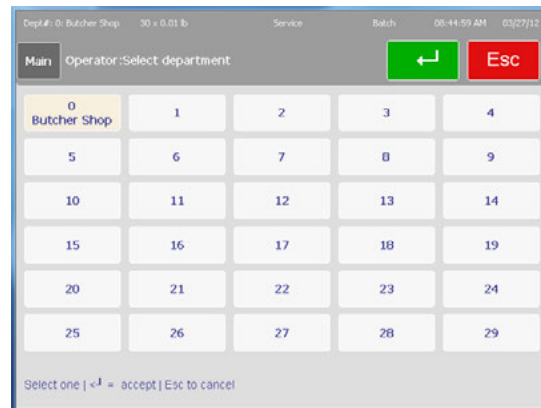 Dept#: 0: Butcher Shop 30 x 0.01 lb Service Batch 08:44:59 AM 03/27/12
Main Operator:Select department Esc
0 1 2 3 4
Butcher Shop
5 6 7 8 9
10 11 12 13 14
15 16 17 18 19
20 21 22 23 24
25 26 27 28 29
Select one | <┘ = accept | Esc to cancel